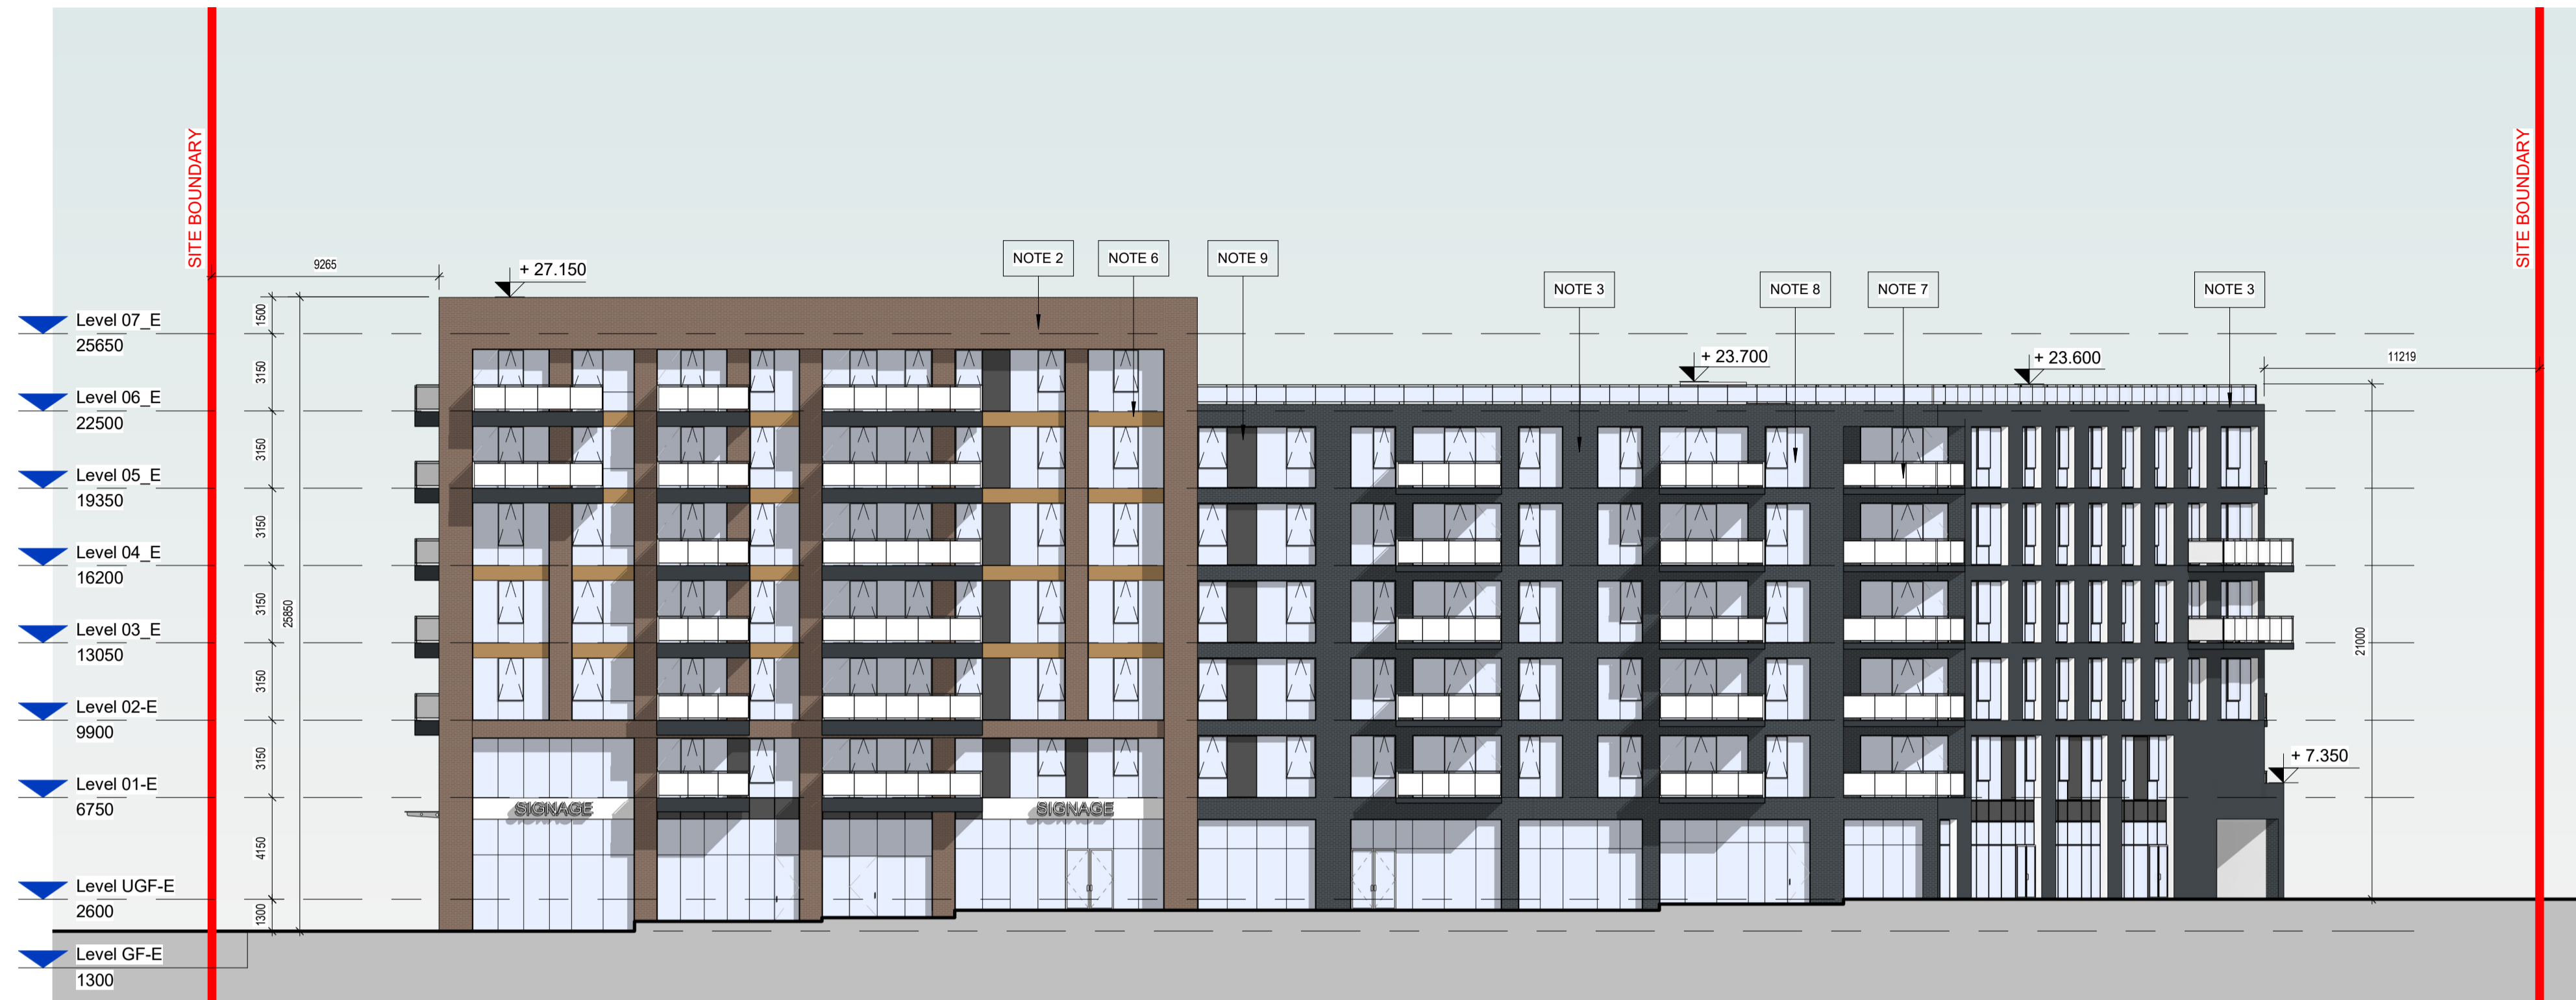 SITE BOUNDARY
SITE BOUNDARY
NOTE 2
NOTE 6
NOTE 9
NOTE 3
NOTE 8
NOTE 7
NOTE 3
9265
+ 27.150
+ 23.700
+ 23.600
11219
Level 07_E
25650
Level 06_E
22500
Level 05_E
19350
Level 04_E
16200
Level 03_E
13050
Level 02-E
9900
Level 01-E
6750
Level UGF-E
2600
Level GF-E
1300
1500
3150
3150
3150
3150
3150
3150
4150
1300
25850
21000
+ 7.350
SIGNAGE
SIGNAGE